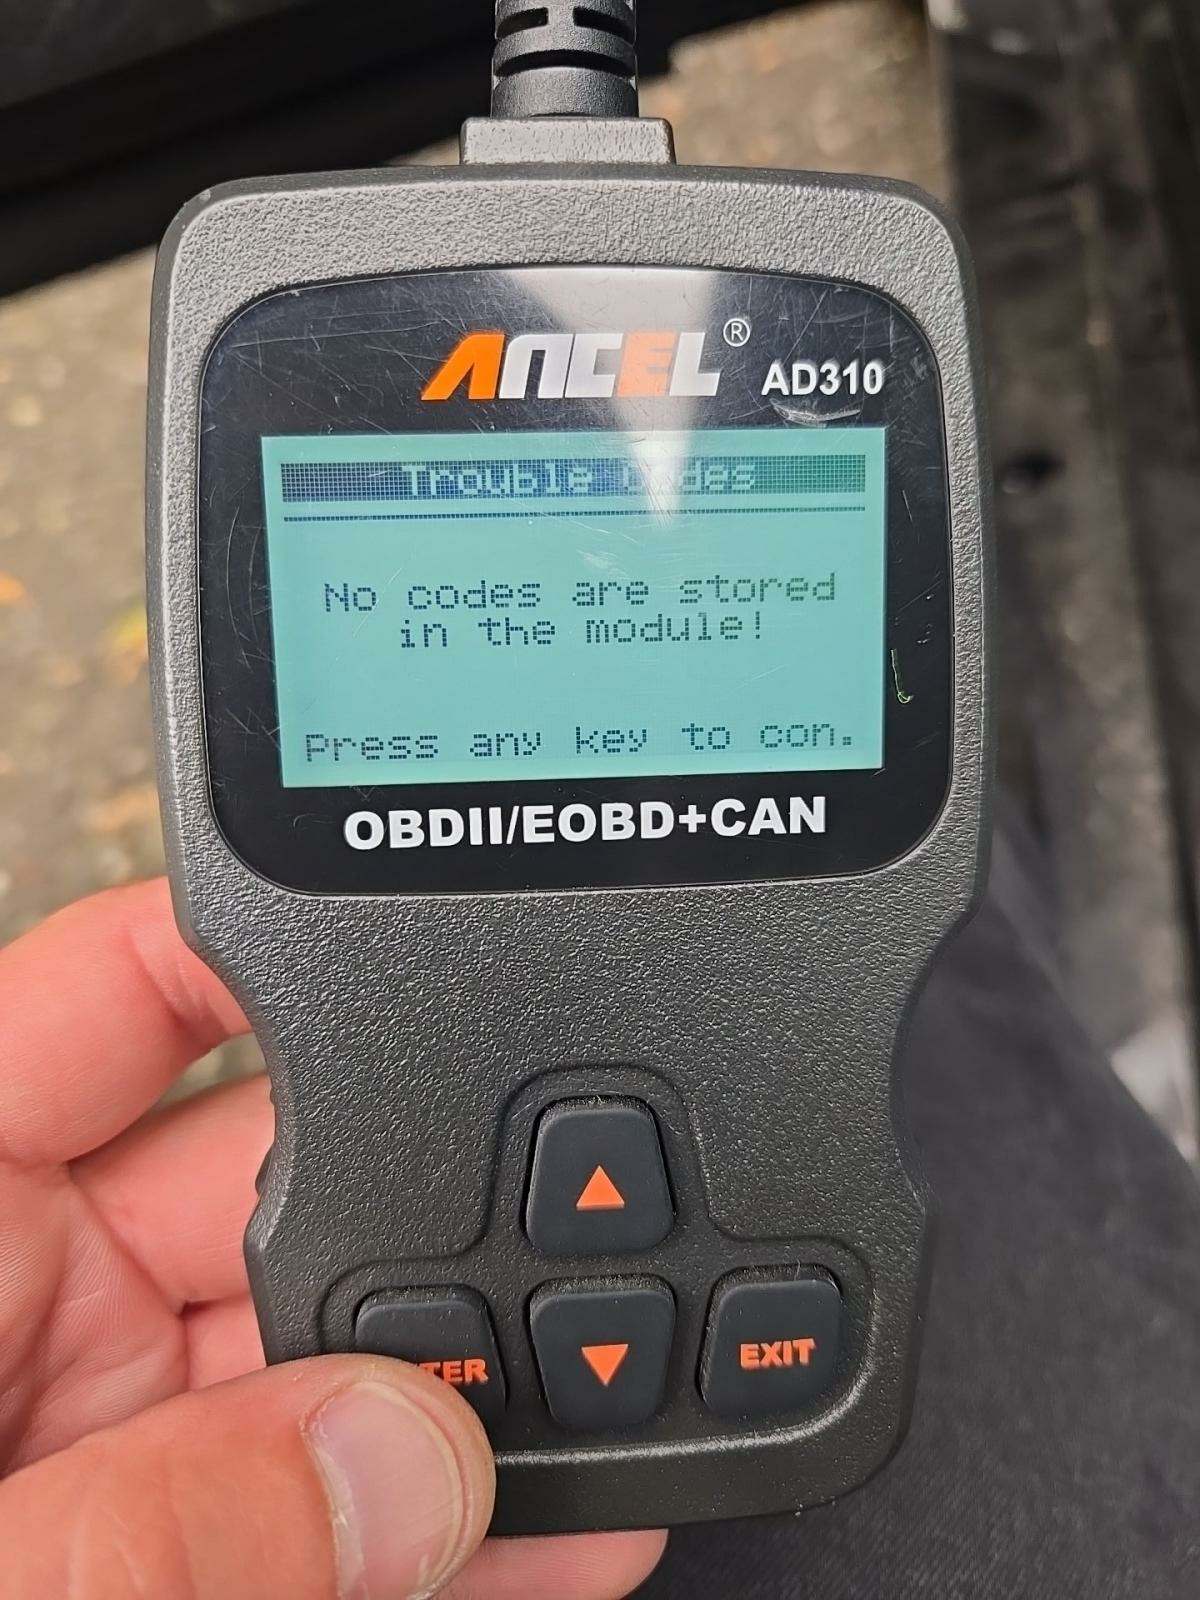 ANCEL®
AD310
Trouble Codes
No codes are stored
in the module!
Press any key to con.
OBDII/EOBD+CAN
EXIT